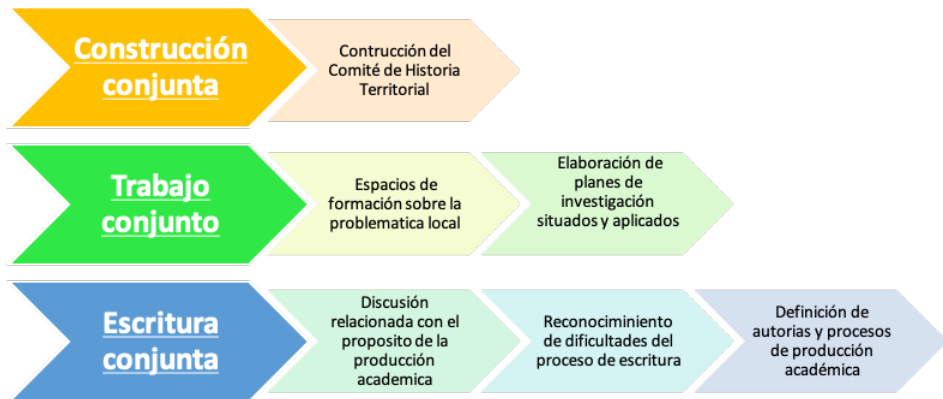 Construcción
conjunta
Contrucción del
Comité de Historia
Territorial
Trabajo
conjunto
Espacios de
formación sobre la
problematica local
Elaboración de
planes de
investigación
situados y aplicados
Escritura
conjunta
Discusión
relacionada con el
proposito de la
producción
academica
Reconociminiento
de dificultades del
proceso de escritura
Definición de
autorias y procesos
de producción
académica